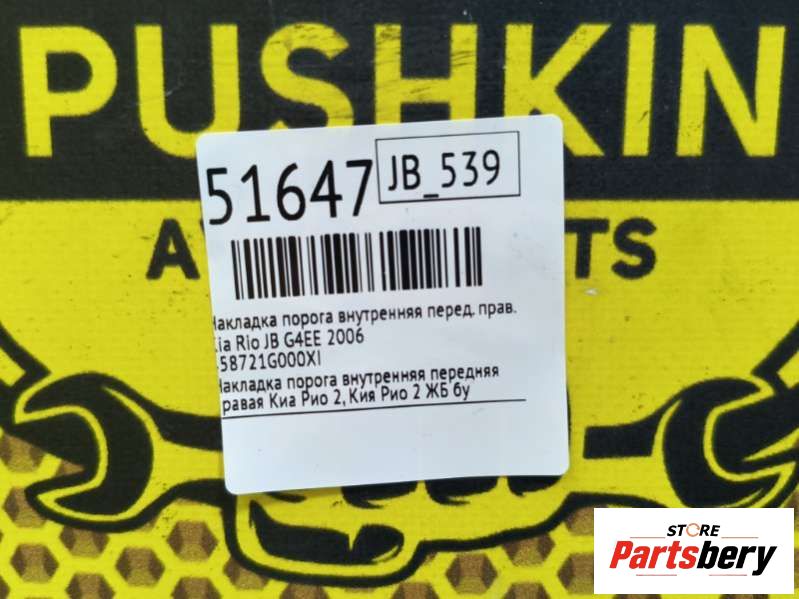 PUSHKIN
A TS
51647
JB_539
Накладка порога внутренняя перед. прав.
Kia Rio JB G4EE 2006
858721G000XI
Накладка порога внутренняя передняя
правая Киа Рио 2, Кия Рио 2 ЖБ бу
STORE
Partsbery